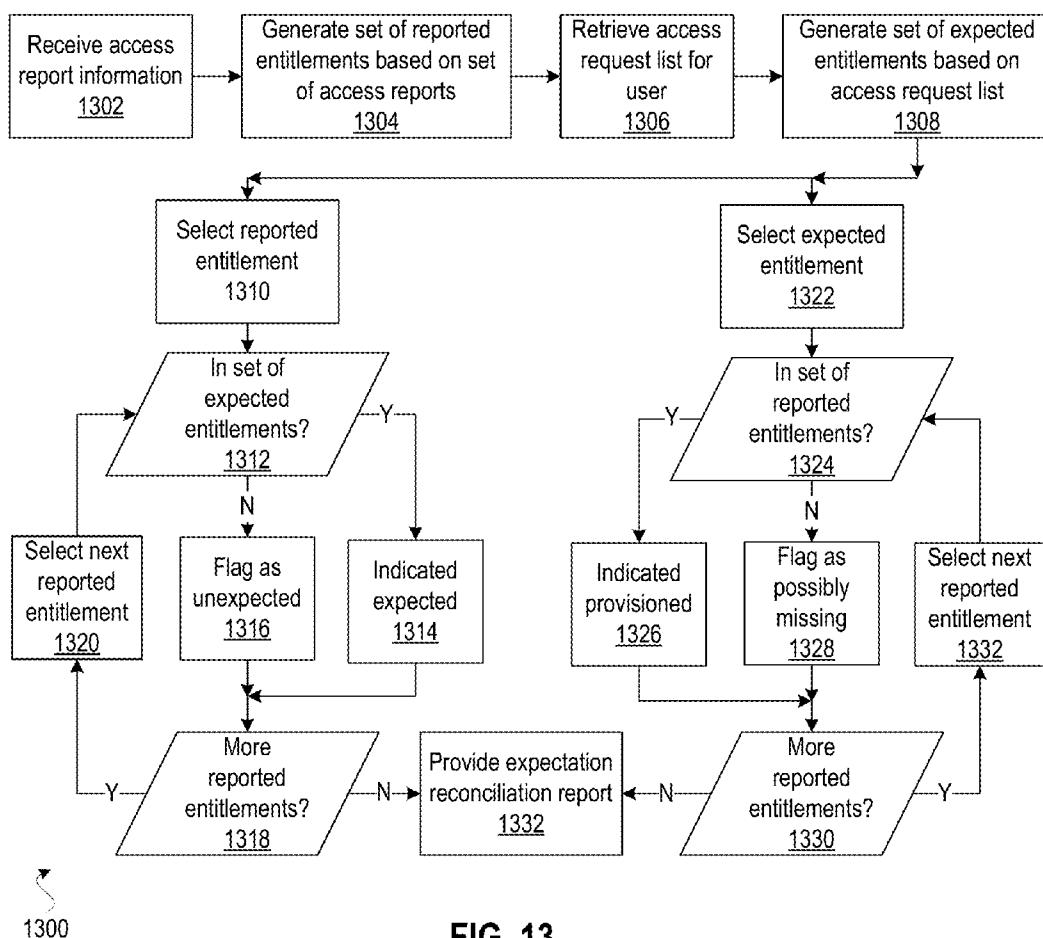 Receive access
report information
1302
Generate set of reported
entitlements based on set
of access reports
1304
Retrieve access
request list for
user
1306
Generate set of expected
entitlements based on
access request list
1308
Select reported
entitlement
1310
Select expected
entitlement
1322
In set of
expected
entitlements?
1312
Y
N
In set of
reported
entitlements?
1324
Y
N
Select next
reported
entitlement
1320
Flag as
unexpected
1316
Indicated
expected
1314
Indicated
provisioned
1326
Flag as
possibly
missing
1328
Select next
reported
entitlement
1332
More
reported
entitlements?
1318
Y
N
Provide expectation
reconciliation report
1332
More
reported
entitlements?
1330
N
Y
1300
FIG. 13